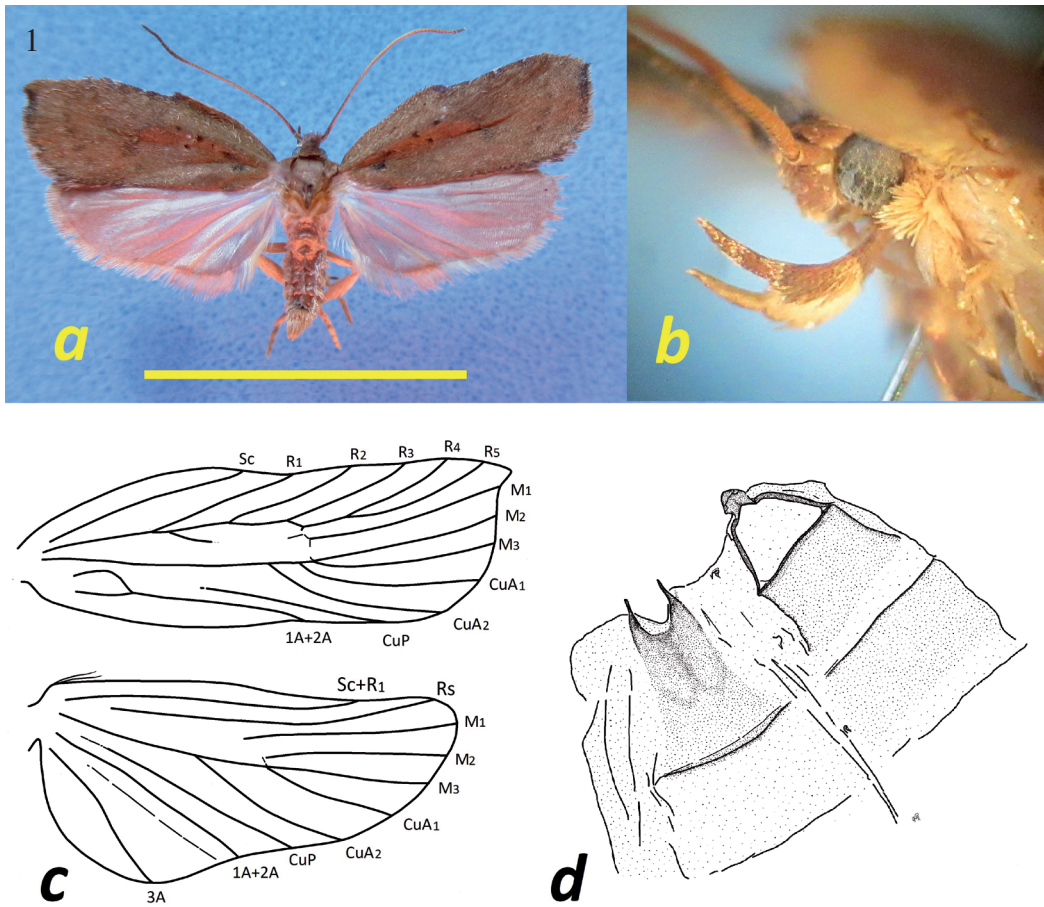 1
a
b
Sc R1 R2 R3 R4 R5
M1
M2
M3
CuA1
CuA2
1A+2A CuP
Sc+R1 Rs
M1
M2
M3
CuA1
CuA2
CuP
1A+2A
3A
c
d